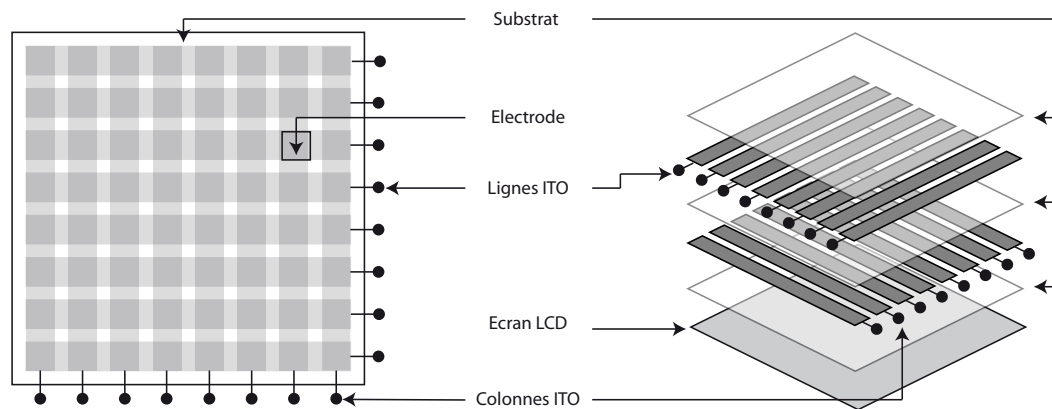 Substrat
Electrode
Lignes ITO
Ecran LCD
Colonnes ITO